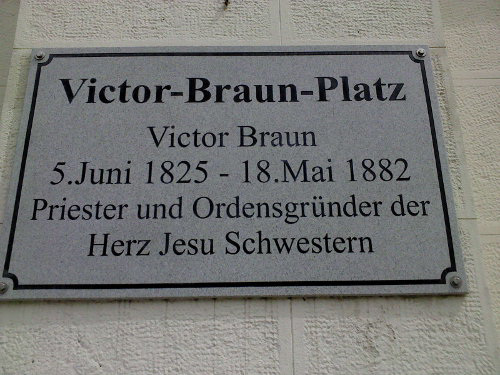 Victor-Braun-Platz
Victor Braun
5.Juni 1825 - 18.Mai 1882
Priester und Ordensgründer der
Herz Jesu Schwestern